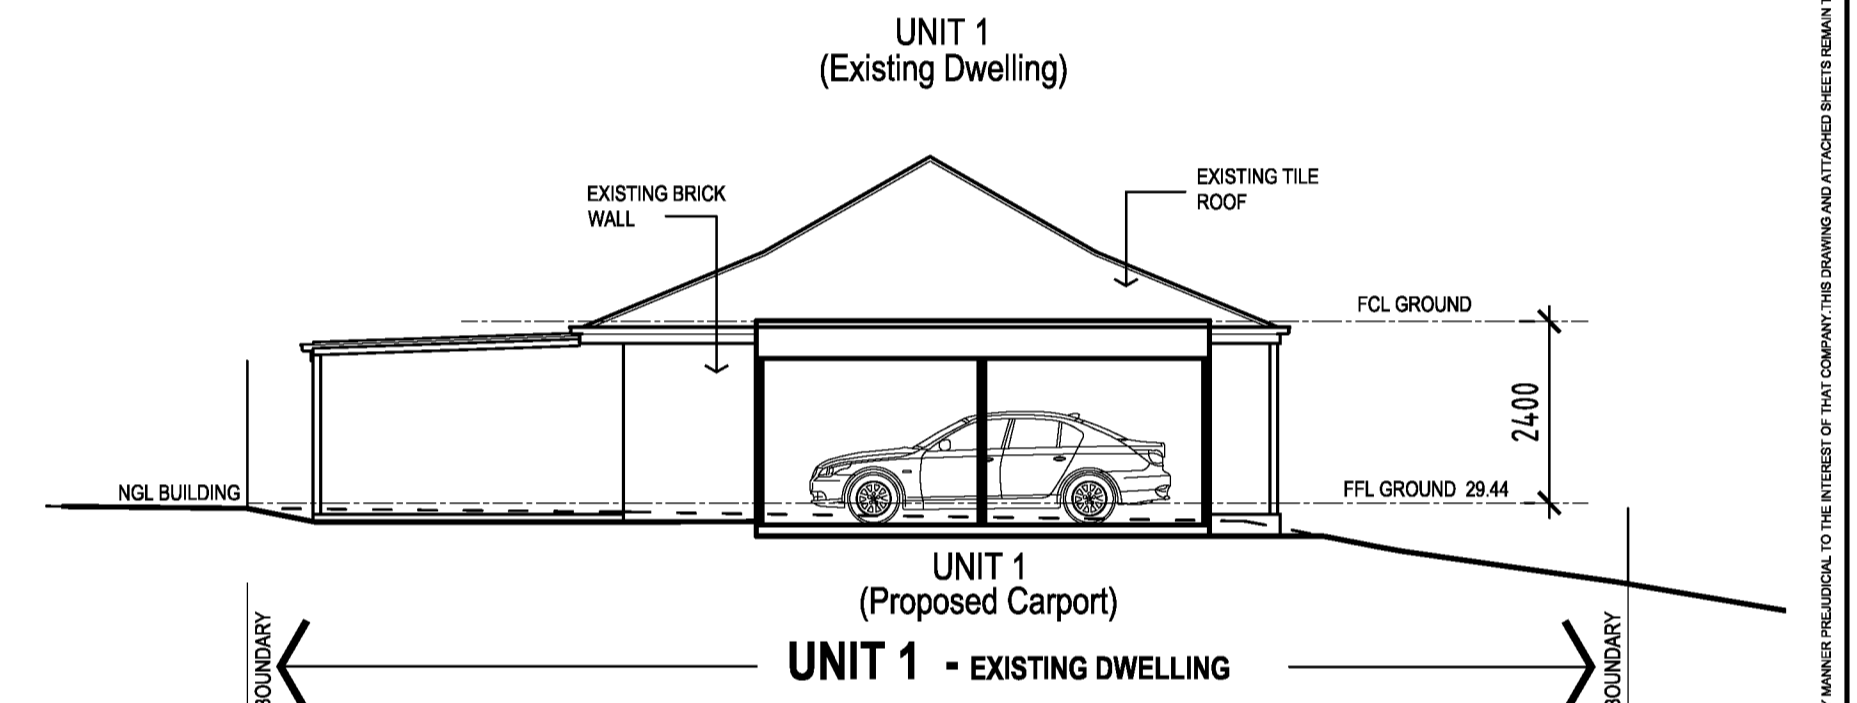 UNIT 1
(Existing Dwelling)
EXISTING BRICK
WALL
EXISTING TILE
ROOF
FCL GROUND
2400
NGL BUILDING
FFL GROUND 29.44
UNIT 1
(Proposed Carport)
BOUNDARY
UNIT 1 - EXISTING DWELLING
BOUNDARY
MANNER PREJUDICIAL TO THE INTEREST OF THAT COMPANY.THIS DRAWING AND ATTACHED SHEETS REMAIN